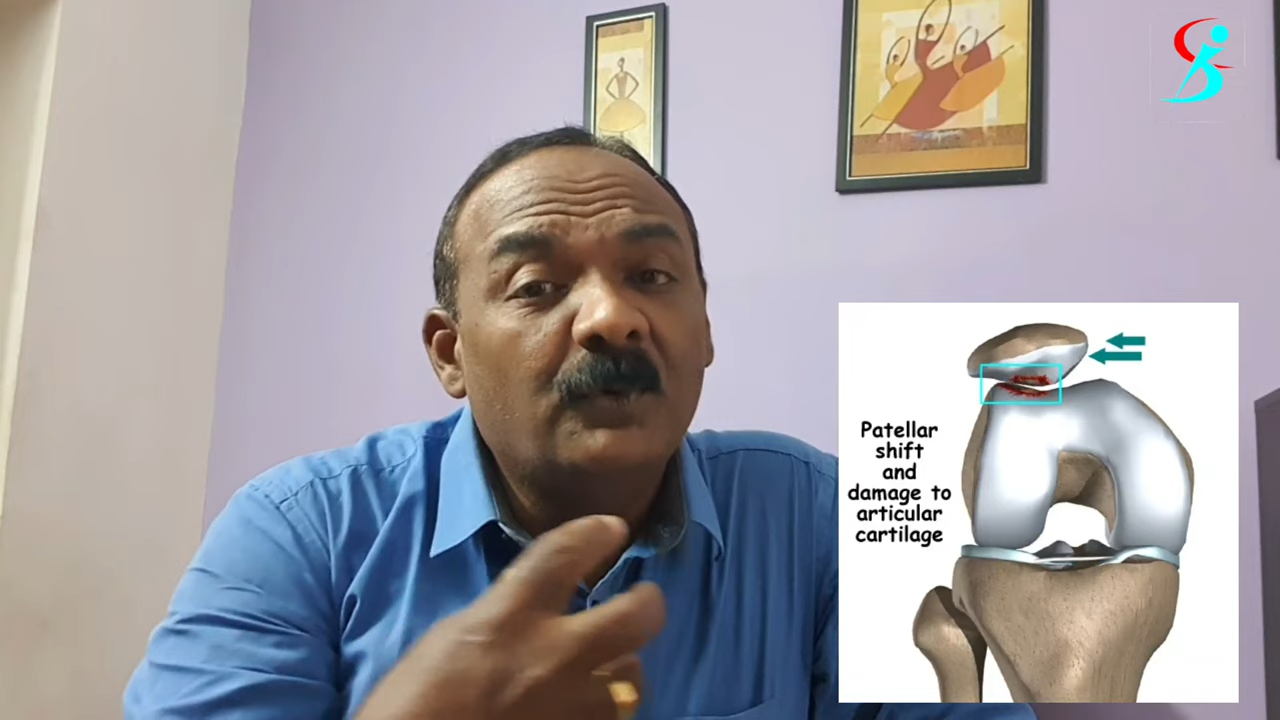 Patellar
shift
and
damage to
articular
cartilage